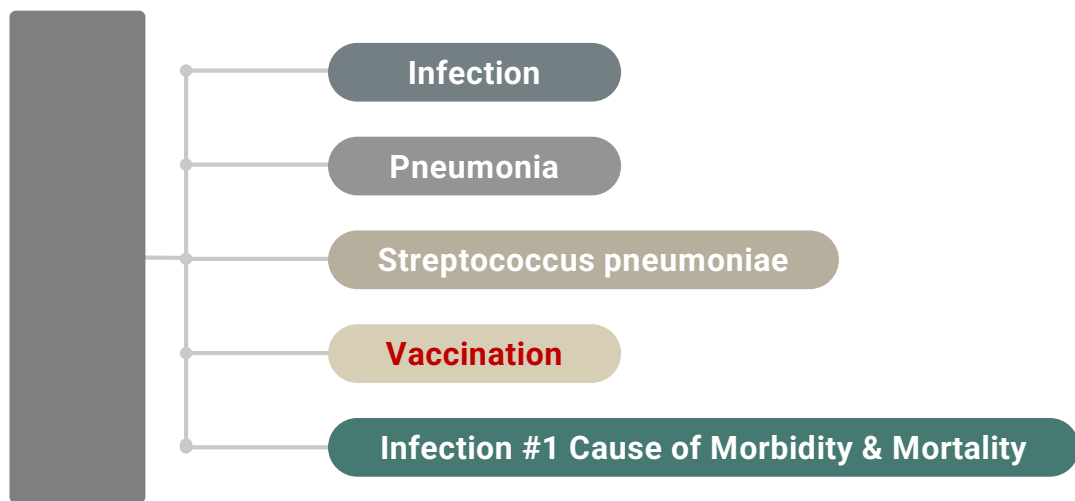 Infection
Pneumonia
Streptococcus pneumoniae
Vaccination
Infection #1 Cause of Morbidity & Mortality